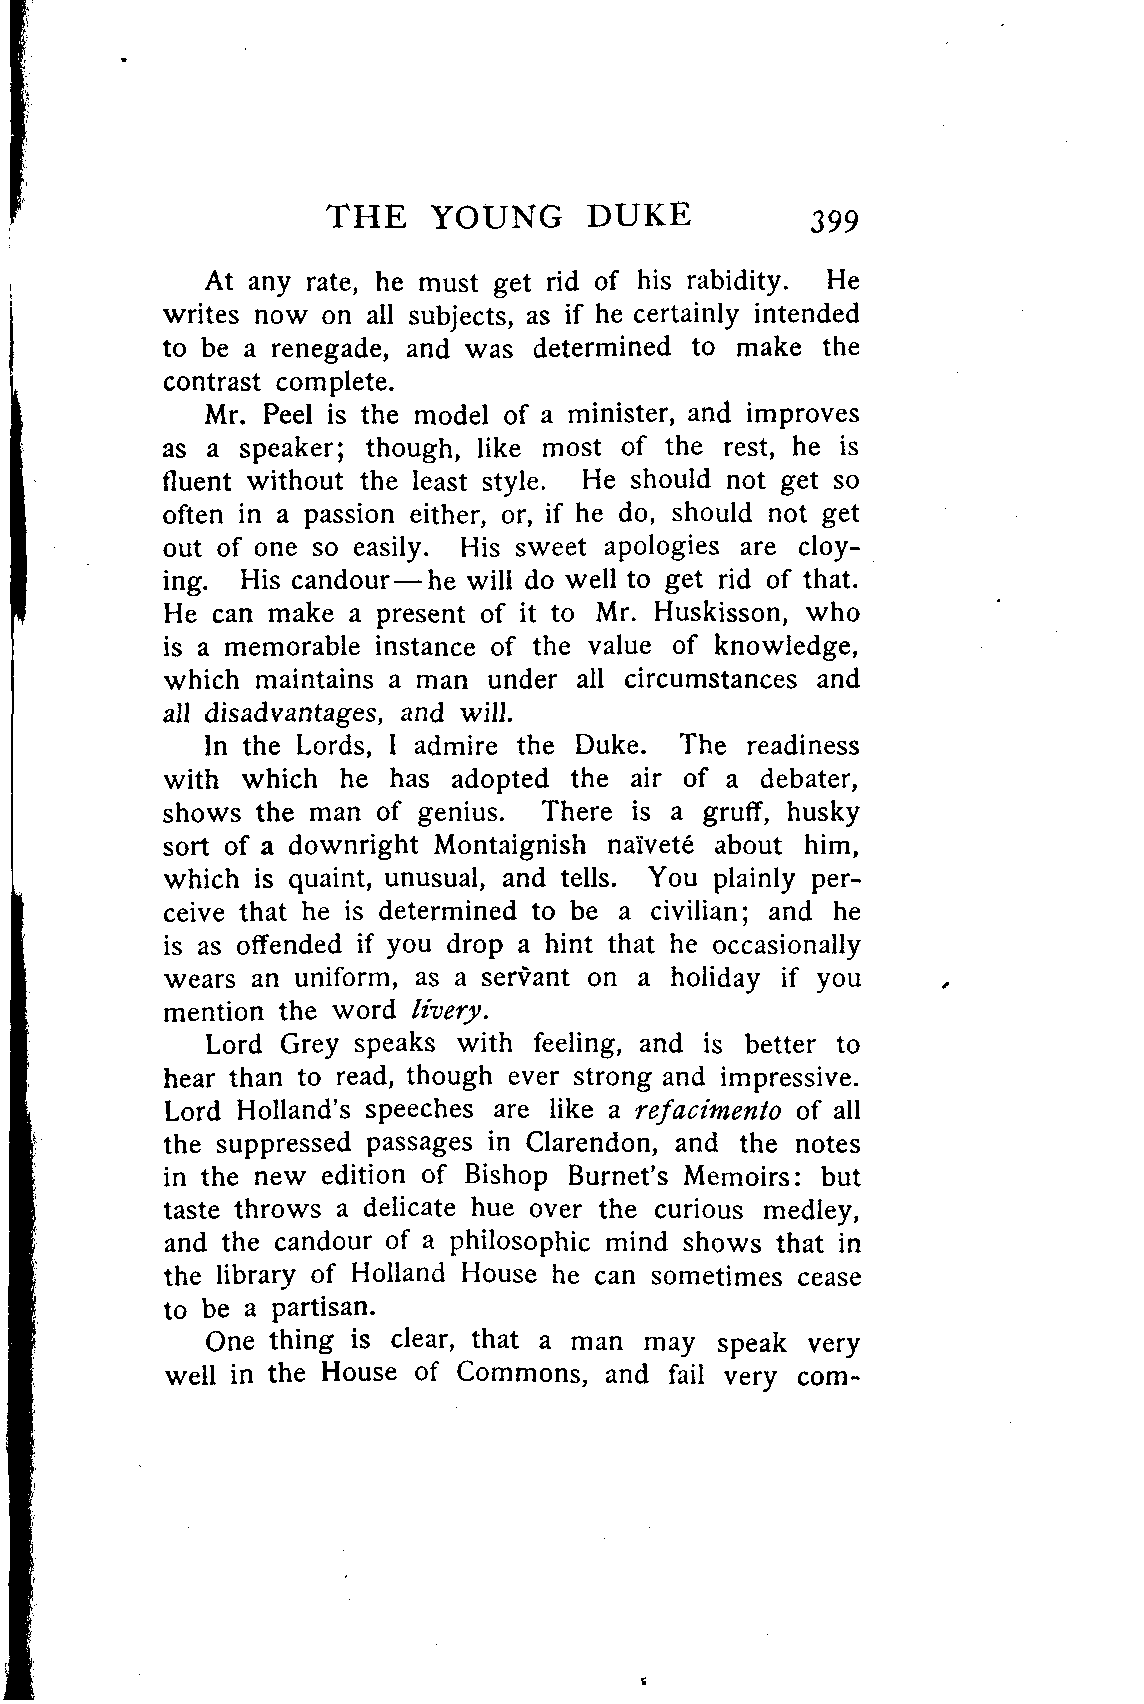 THE YOUNG DUKE 399
At any rate, he must get rid of his rabidity. He
writes now on all subjects, as if he certainly intended
to be a renegade, and was determined to make the
contrast complete.
Mr. Peel is the model of a minister, and improves
as a speaker; though, like most of the rest, he is
fluent without the least style. He should not get so
often in a passion either, or, if he do, should not get
out of one so easily. His sweet apologies are cloy-
ing. His candour—he will do well to get rid of that.
He can make a present of it to Mr. Huskisson, who
is a memorable instance of the value of knowledge,
which maintains a man under all circumstances and
all disadvantages, and will.
In the Lords, I admire the Duke. The readiness
with which he has adopted the air of a debater,
shows the man of genius. There is a gruff, husky
sort of a downright Montaignish naïveté about him,
which is quaint, unusual, and tells. You plainly per-
ceive that he is determined to be a civilian; and he
is as offended if you drop a hint that he occasionally
wears an uniform, as a servant on a holiday if you
mention the word livery.
Lord Grey speaks with feeling, and is better to
hear than to read, though ever strong and impressive.
Lord Holland's speeches are like a refacimento of all
the suppressed passages in Clarendon, and the notes
in the new edition of Bishop Burnet's Memoirs: but
taste throws a delicate hue over the curious medley,
and the candour of a philosophic mind shows that in
the library of Holland House he can sometimes cease
to be a partisan.
One thing is clear, that a man may speak very
well in the House of Commons, and fail very com-